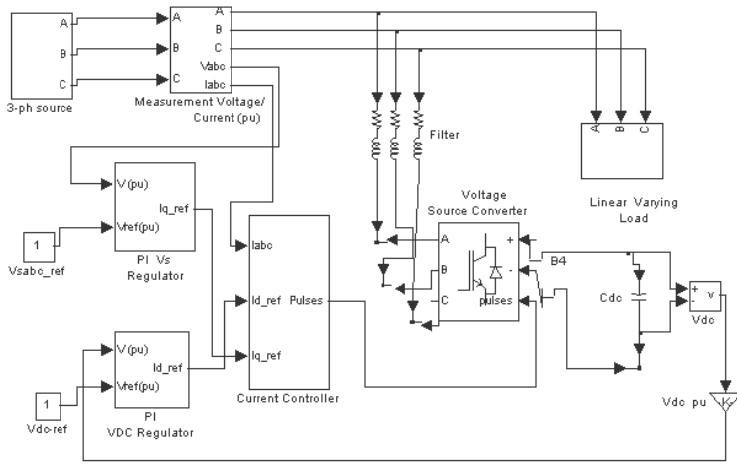 A
B
C
3-ph source
A
B
C
A
B
C
Vabc
Iabc
Measurement Voltage/
Current (pu)
Filter
A
B
C
Linear Varying
Load
V(pu)
Vref(pu)
Iq_ref
PI Vs
Regulator
1
Vsabc_ref
Iabc
Id_ref
Iq_ref
Pulses
Current Controller
Voltage
Source Converter
A
B
C
+
-
pulses
B4
Cdc
+
-
v
Vdc
V(pu)
Vref(pu)
Id_ref
PI
VDC Regulator
1
Vdc-ref
Vdc pu
-K-